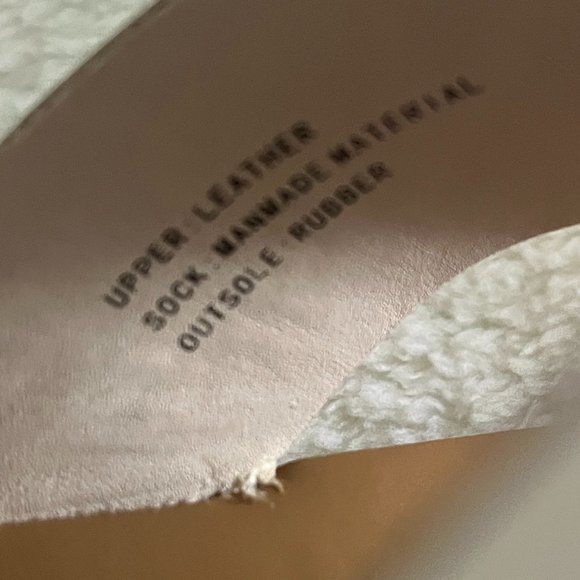 UPPER · LEATHER
SOCK · MANMADE MATERIAL
OUTSOLE · RUBBER